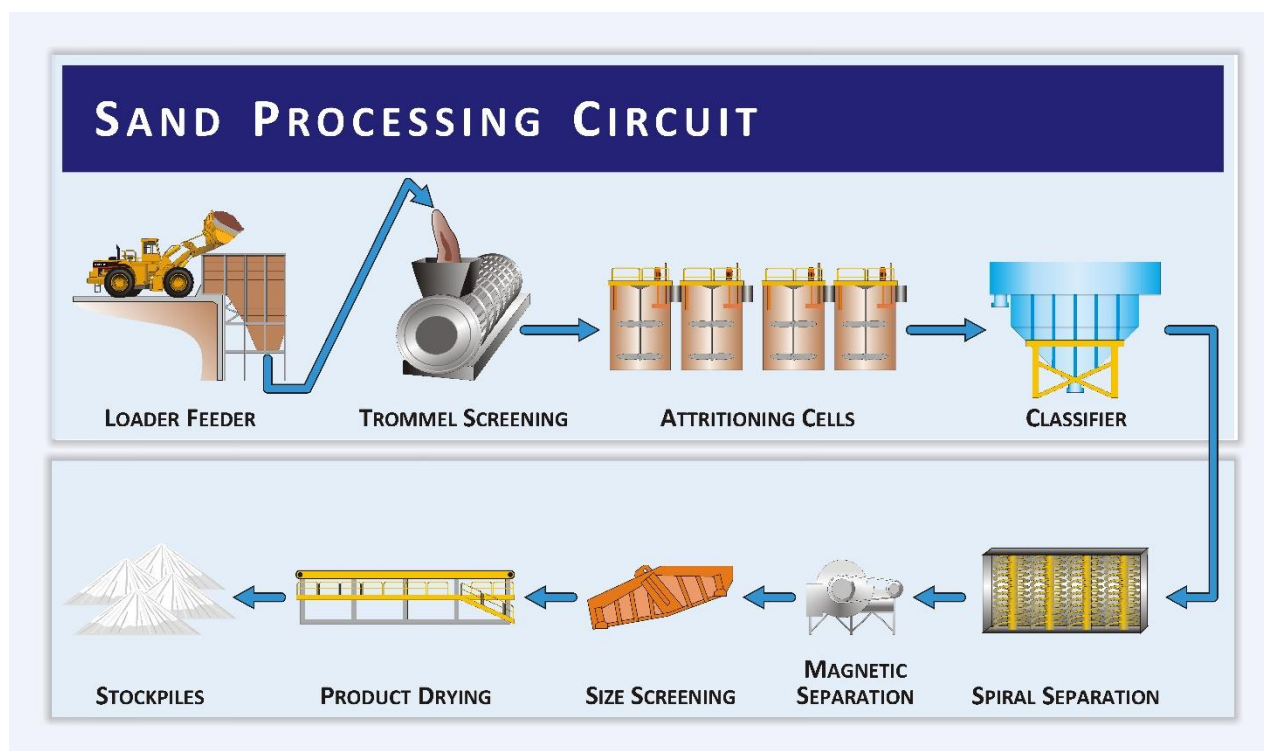 SAND PROCESSING CIRCUIT
LOADER FEEDER
TROMMEL SCREENING
ATTRITIONING CELLS
CLASSIFIER
STOCKPILES
PRODUCT DRYING
SIZE SCREENING
MAGNETIC
SEPARATION
SPIRAL SEPARATION